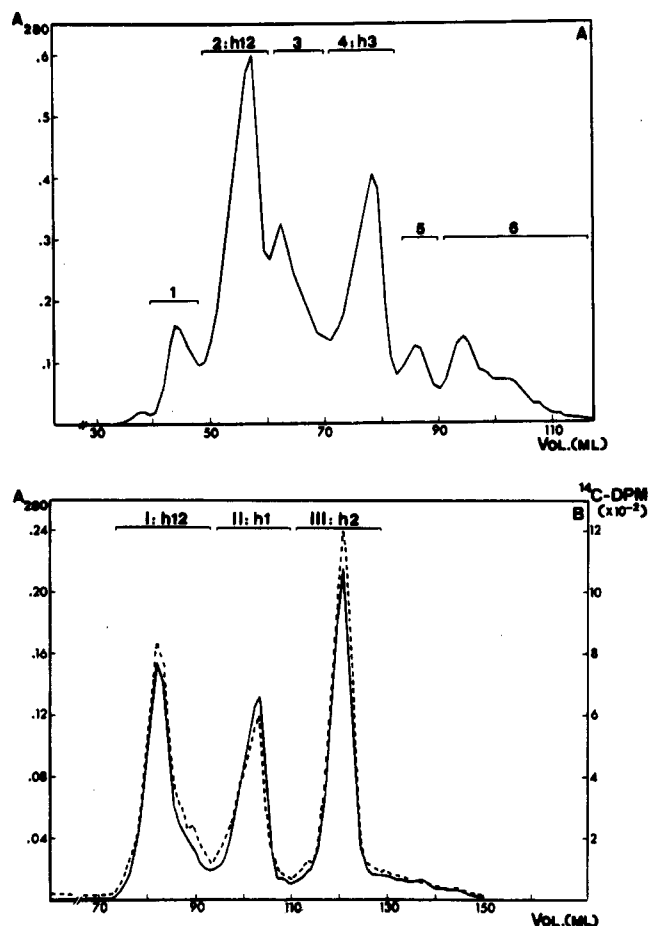 A280
A
2:h12
3
4:h3
.6
.5
.4
5
6
.3
1
.2
.1
30
50
70
90
110
VOL.(ML)
A280
14C-DPM
(x10-2)
B
I:h12
II:h1
III:h2
.24
12
.20
10
.16
8
.12
6
.08
4
.04
2
70
90
110
130
150
VOL.(ML)